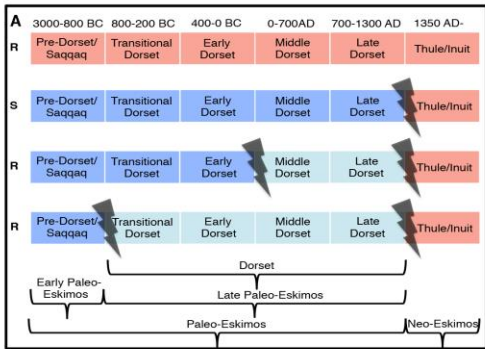 A
3000-800 BC 800-200 BC 400-0 BC 0-700AD 700-1300 AD 1350 AD-
R Pre-Dorset/ Saqqaq Transitional Dorset Early Dorset Middle Dorset Late Dorset Thule/Inuit
S Pre-Dorset/ Saqqaq Transitional Dorset Early Dorset Middle Dorset Late Dorset Thule/Inuit
R Pre-Dorset/ Saqqaq Transitional Dorset Early Dorset Middle Dorset Late Dorset Thule/Inuit
R Pre-Dorset/ Saqqaq Transitional Dorset Early Dorset Middle Dorset Late Dorset Thule/Inuit
Dorset
Early Paleo-
Eskimos
Late Paleo-Eskimos
Paleo-Eskimos
Neo-Eskimos